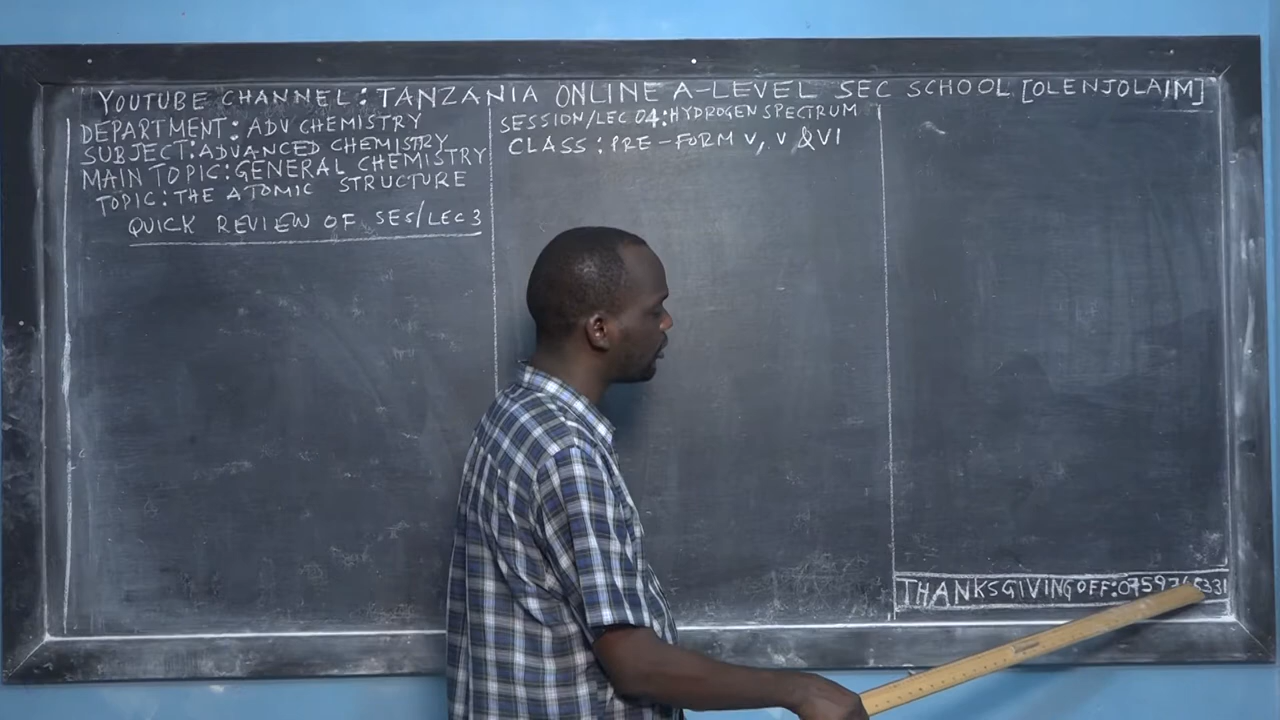 YOUTUBE CHANNEL: TANZANIA ONLINE A-LEVEL SEC SCHOOL [OLENJOLAIM]
DEPARTMENT: ADV CHEMISTRY
SUBJECT: ADVANCED CHEMISTRY
MAIN TOPIC: GENERAL CHEMISTRY
TOPIC: THE ATOMIC STRUCTURE
QUICK REVIEW OF SES/LEC 3
SESSION/LEC 04: HYDROGEN SPECTRUM
CLASS: PRE-FORM V, V & VI
THANKSGIVING OFF: